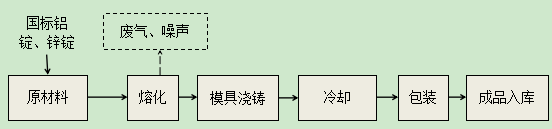 国标铝
锭、锌锭
废气、噪声
原材料
熔化
模具浇铸
冷却
包装
成品入库